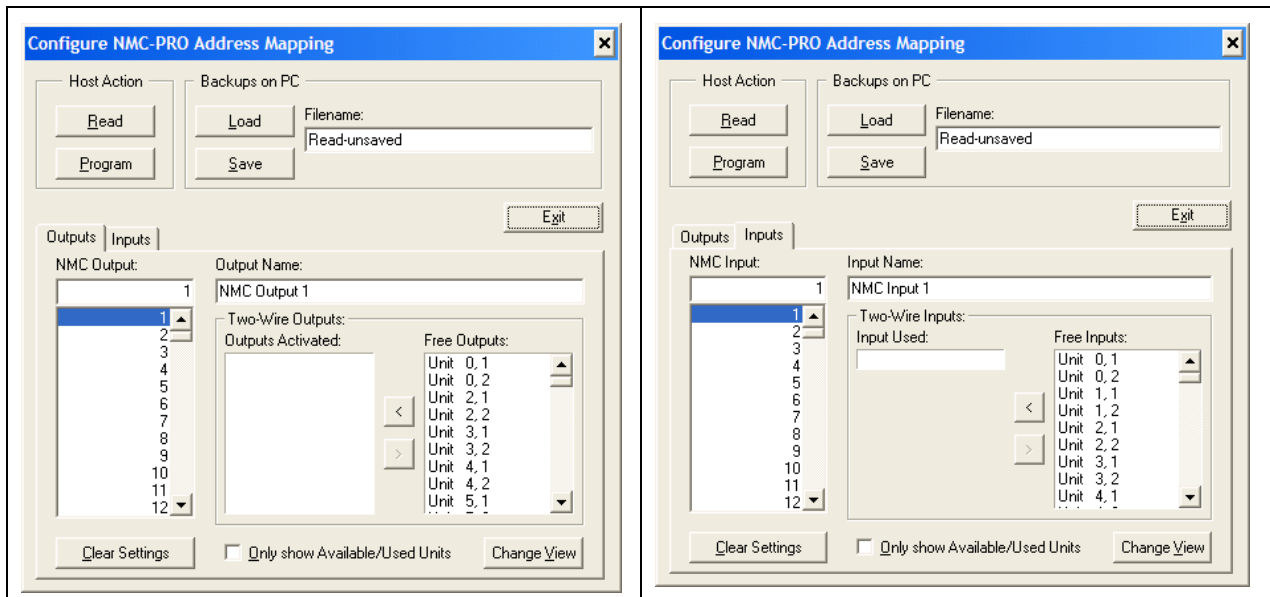 Configure NMC-PRO Address Mapping
Host Action
Backups on PC
Read
Load
Filename:
Read-unsaved
Program
Save
Exit
Outputs
Inputs
NMC Output:
Output Name:
1
NMC Output 1
1
2
3
4
5
6
7
8
9
10
11
12
Two-Wire Outputs:
Outputs Activated:
Free Outputs:
Unit 0, 1
Unit 0, 2
Unit 2, 1
Unit 2, 2
Unit 3, 1
Unit 3, 2
Unit 4, 1
Unit 4, 2
Unit 5, 1
<
>
Clear Settings
Only show Available/Used Units
Change View
Configure NMC-PRO Address Mapping
Host Action
Backups on PC
Read
Load
Filename:
Read-unsaved
Program
Save
Exit
Outputs
Inputs
NMC Input:
Input Name:
1
NMC Input 1
1
2
3
4
5
6
7
8
9
10
11
12
Two-Wire Inputs:
Input Used:
Free Inputs:
Unit 0, 1
Unit 0, 2
Unit 1, 1
Unit 1, 2
Unit 2, 1
Unit 2, 2
Unit 3, 1
Unit 3, 2
Unit 4, 1
<
>
Clear Settings
Only show Available/Used Units
Change View